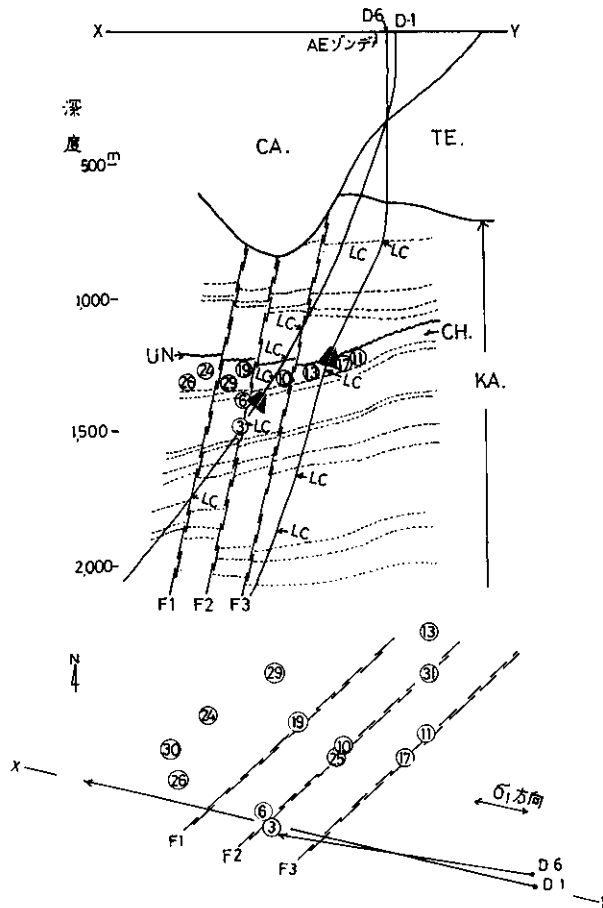 D6
D-1
X
Y
AEゾンデ
深度
CA.
TE.
500m
LC
LC
1,000
LC
UN
CH.
LC
KA.
24
19
LC
13
17
11
LC
26
29
10
6
3
LC
1,500
LC
LC
LC
2,000
F1
F2
F3
N
13
29
31
24
19
11
30
10
25
17
X
26
σ1方向
6
3
F1
F2
F3
D6
D1